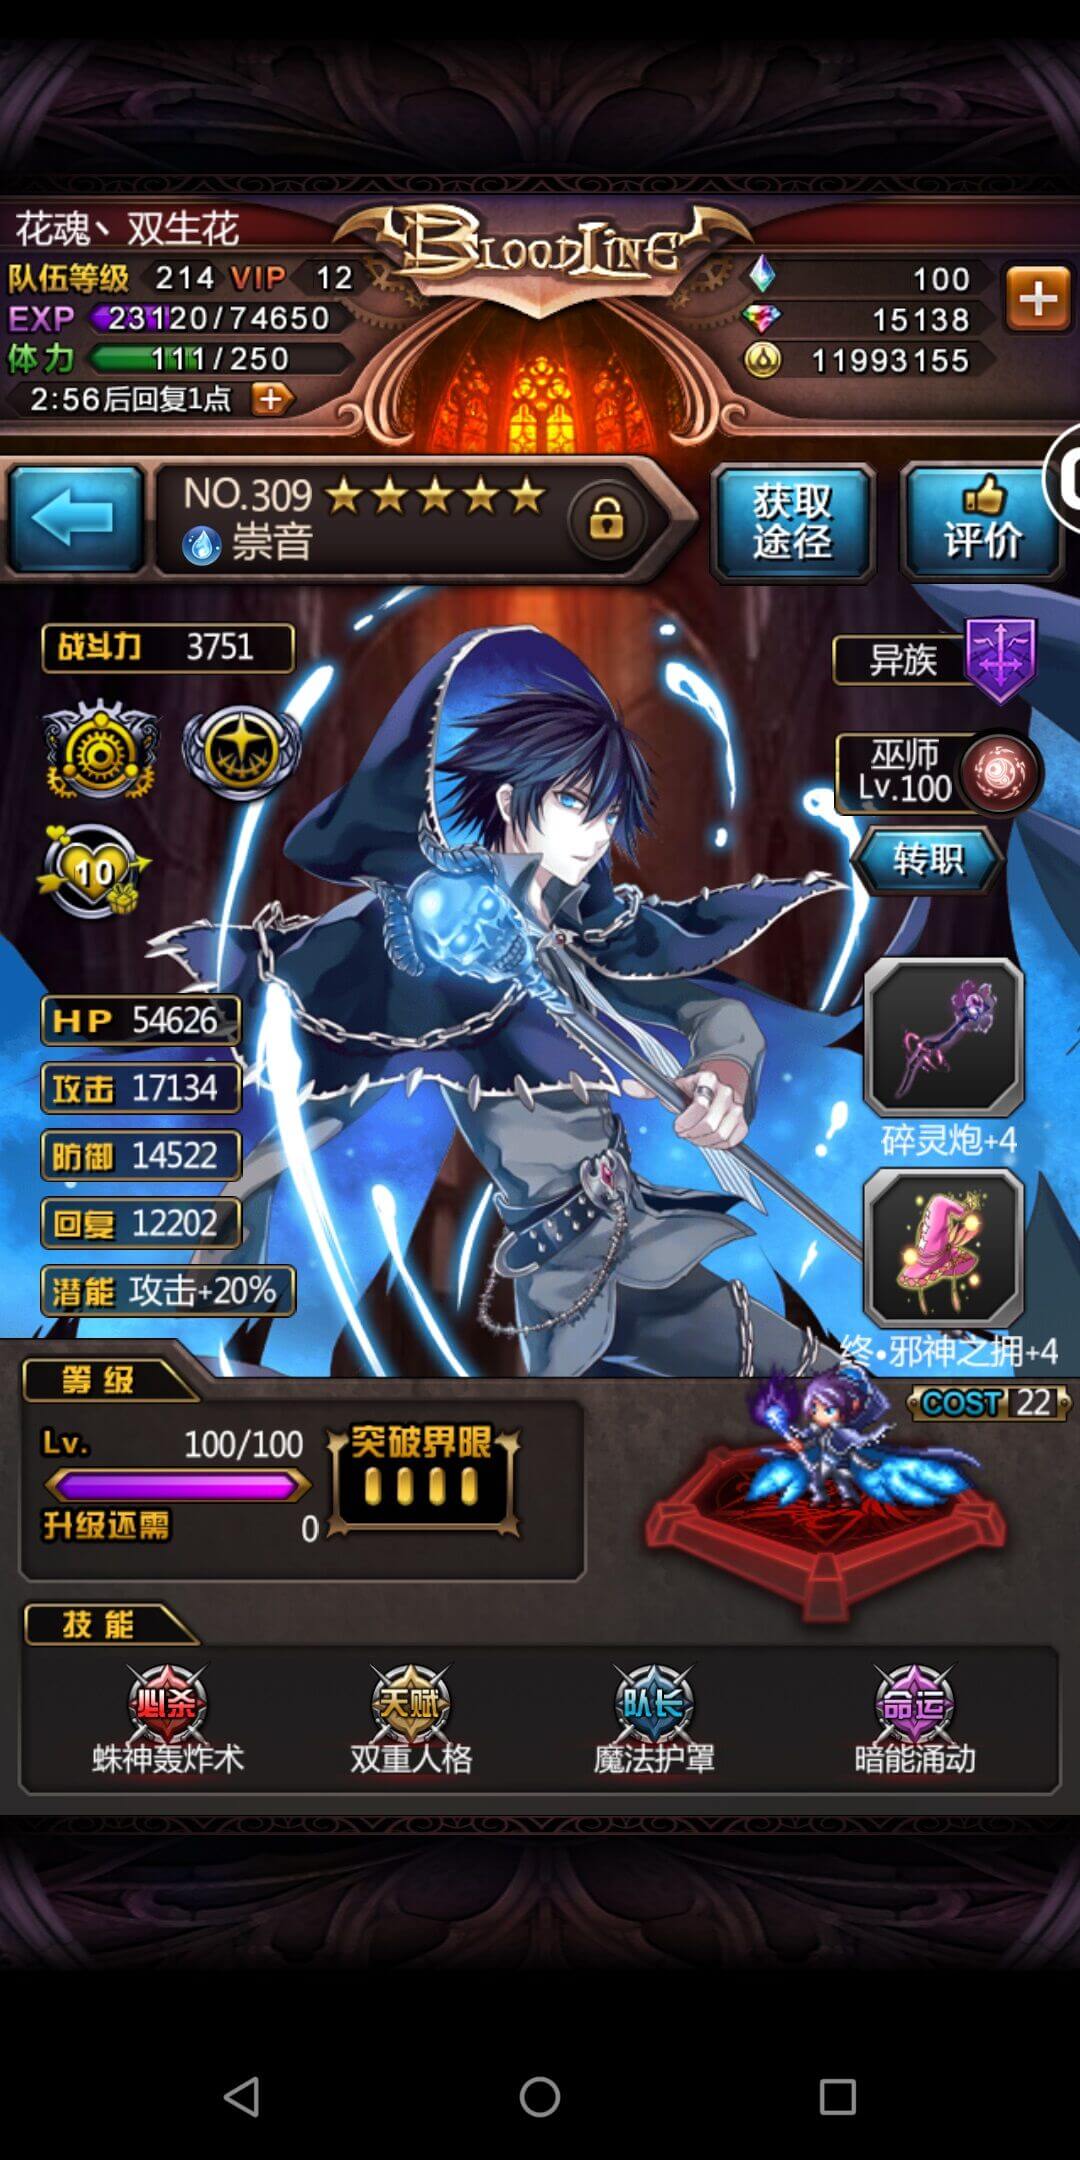 花魂、双生花
BLOODLINE
队伍等级 214 VIP 12
100
EXP 23120/74650
15138
体力 111/250
11993155
2:56后回复1点
NO.309
崇音
获取
途径
评价
战斗力 3751
异族
巫师
Lv.100
10
转职
HP 54626
攻击 17134
防御 14522
回复 12202
潜能 攻击+20%
碎灵炮+4
终•邪神之拥+4
等级
COST 22
Lv. 100/100
突破界限
升级还需 0
技能
必杀 天赋 队长 命运
蛛神轰炸术 双重人格 魔法护罩 暗能涌动